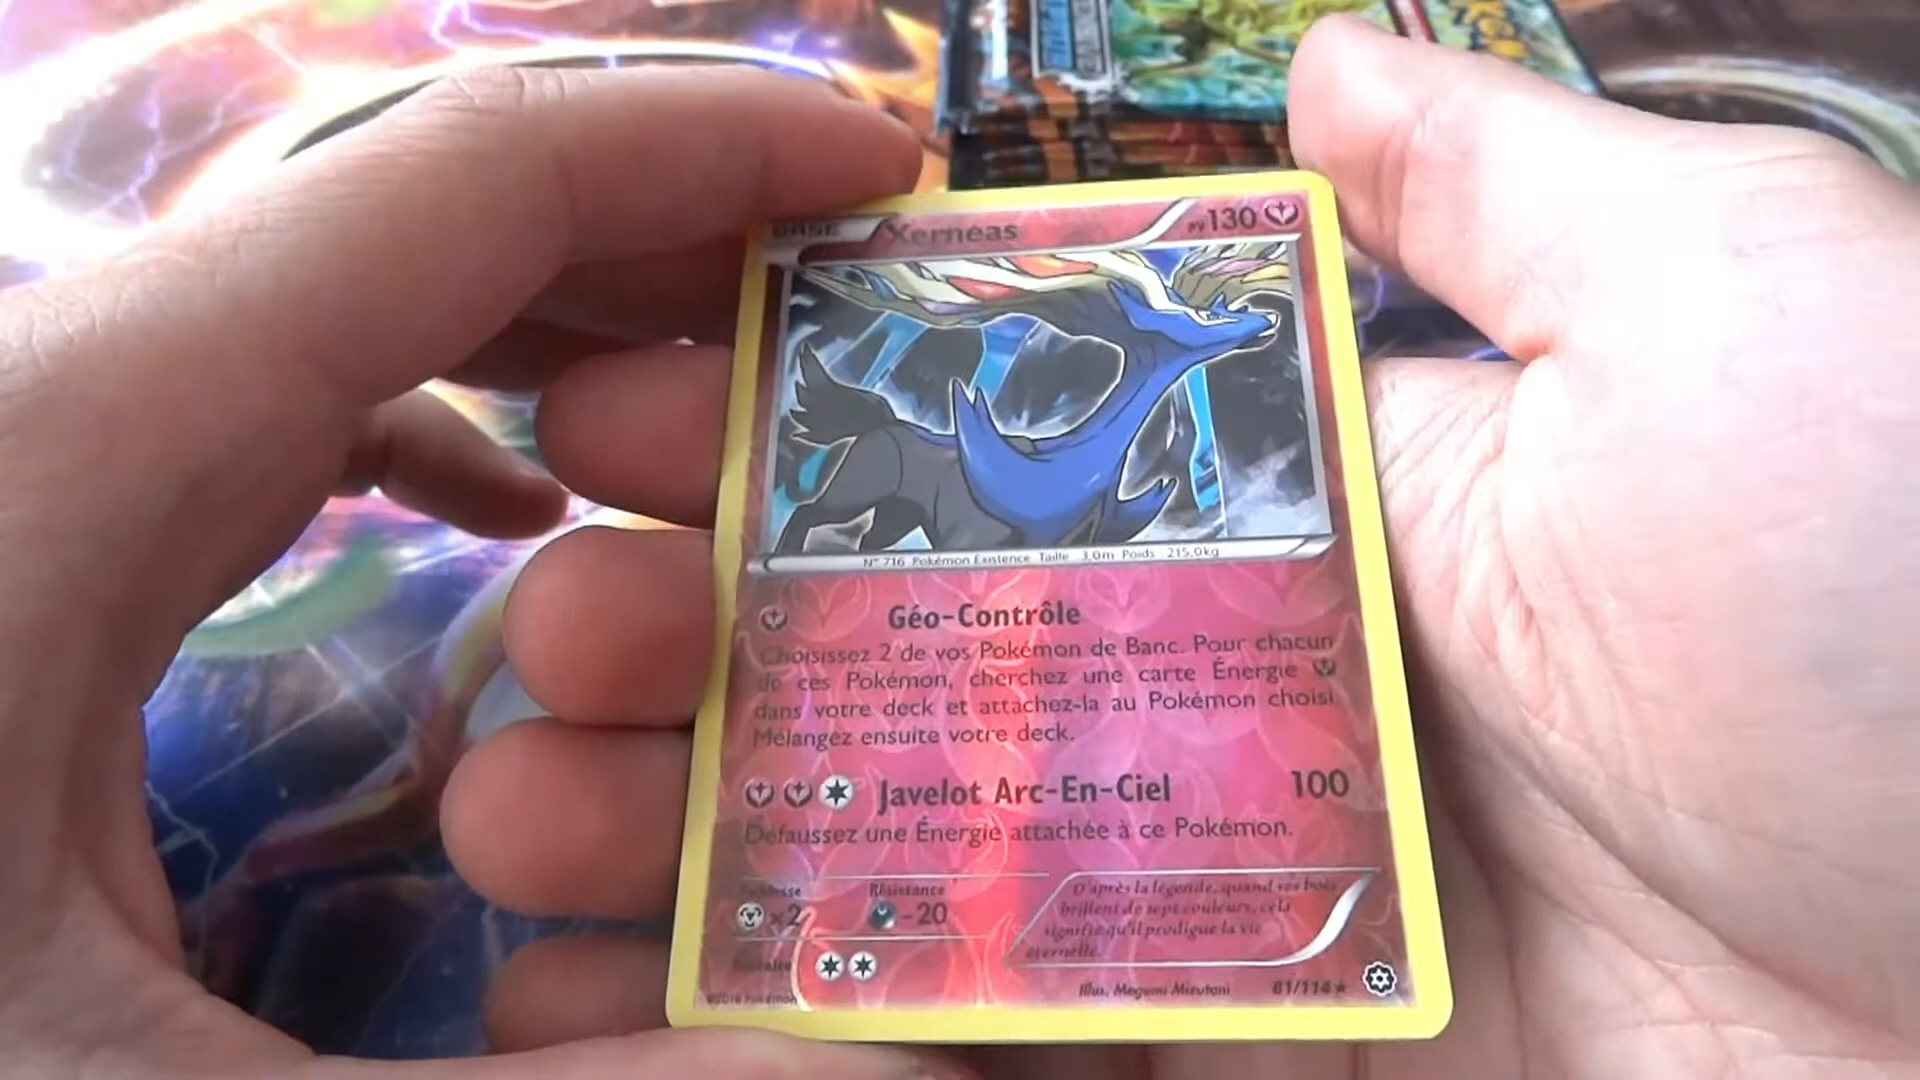 BASE Xerneas PV130
N° 716 Pokémon Existence Taille 3,0m Poids 215,0kg
Géo-Contrôle
Choisissez 2 de vos Pokémon de Banc. Pour chacun
de ces Pokémon, cherchez une carte Énergie
dans votre deck et attachez-la au Pokémon choisi.
Mélangez ensuite votre deck.
Javelot Arc-En-Ciel 100
Défaussez une Énergie attachée à ce Pokémon.
Faiblesse Résistance
×2 -20
Retraite
D'après la légende, quand ses bois
brillent de sept couleurs, cela
signifie qu'il prodigue la vie
éternelle.
©2016 Pokémon Illus. Megumi Mizutani 81/114